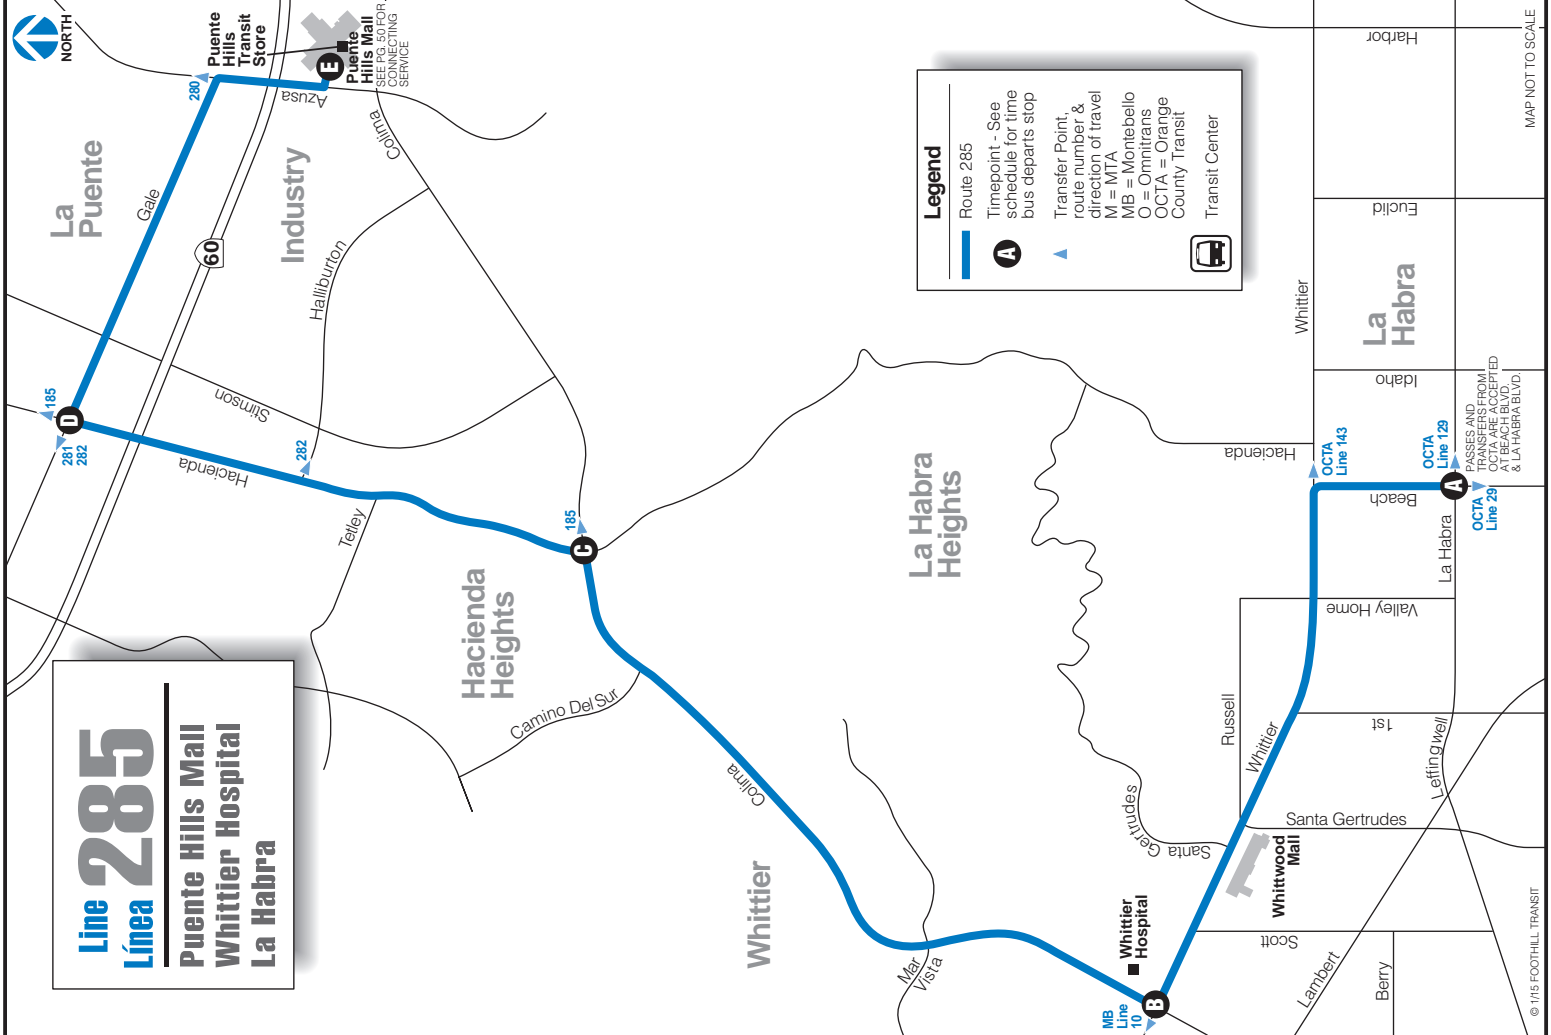 Line 285
Línea
Puente Hills Mall
Whittier Hospital
La Habra
NORTH
Puente
Hills
Transit
Store
Puente
Hills Mall
SEE PG. 50 FOR
CONNECTING
SERVICE
E
280
Azusa
Colima
La
Puente
Gale
60
Industry
Halliburton
Stimson
D
185
281
282
Hacienda
282
Tetley
C
185
Hacienda
Heights
Camino Del Sur
Colima
Whittier
La Habra
Heights
Mar
Vista
Whittier
Hospital
B
MB
Line
10
Santa
Gertrudes
Whittwood
Mall
Scott
Lambert
Berry
Santa Gertrudes
Leffingwell
Russell
Whittier
1st
Valley Home
La Habra
Beach
A
OCTA
Line 143
OCTA
Line 129
OCTA
Line 29
PASSES AND
TRANSFERS FROM
OCTA ARE ACCEPTED
AT BEACH BLVD.
& LA HABRA BLVD.
Hacienda
Idaho
Whittier
La
Habra
Euclid
Harbor
Legend
Route 285
A
Timepoint - See
schedule for time
bus departs stop
Transfer Point,
route number &
direction of travel
M = MTA
MB = Montebello
O = Omnitrans
OCTA = Orange
County Transit
Transit Center
MAP NOT TO SCALE
© 1/15 FOOTHILL TRANSIT